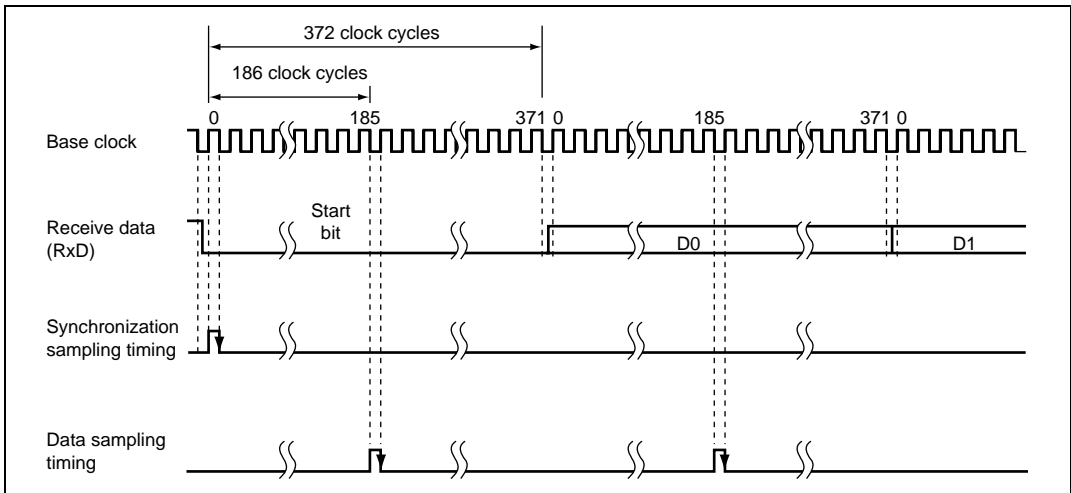 372 clock cycles
186 clock cycles
0 185 371 0 185 371 0
Base clock
Start
bit
Receive data
(RxD)
D0 D1
Synchronization
sampling timing
Data sampling
timing